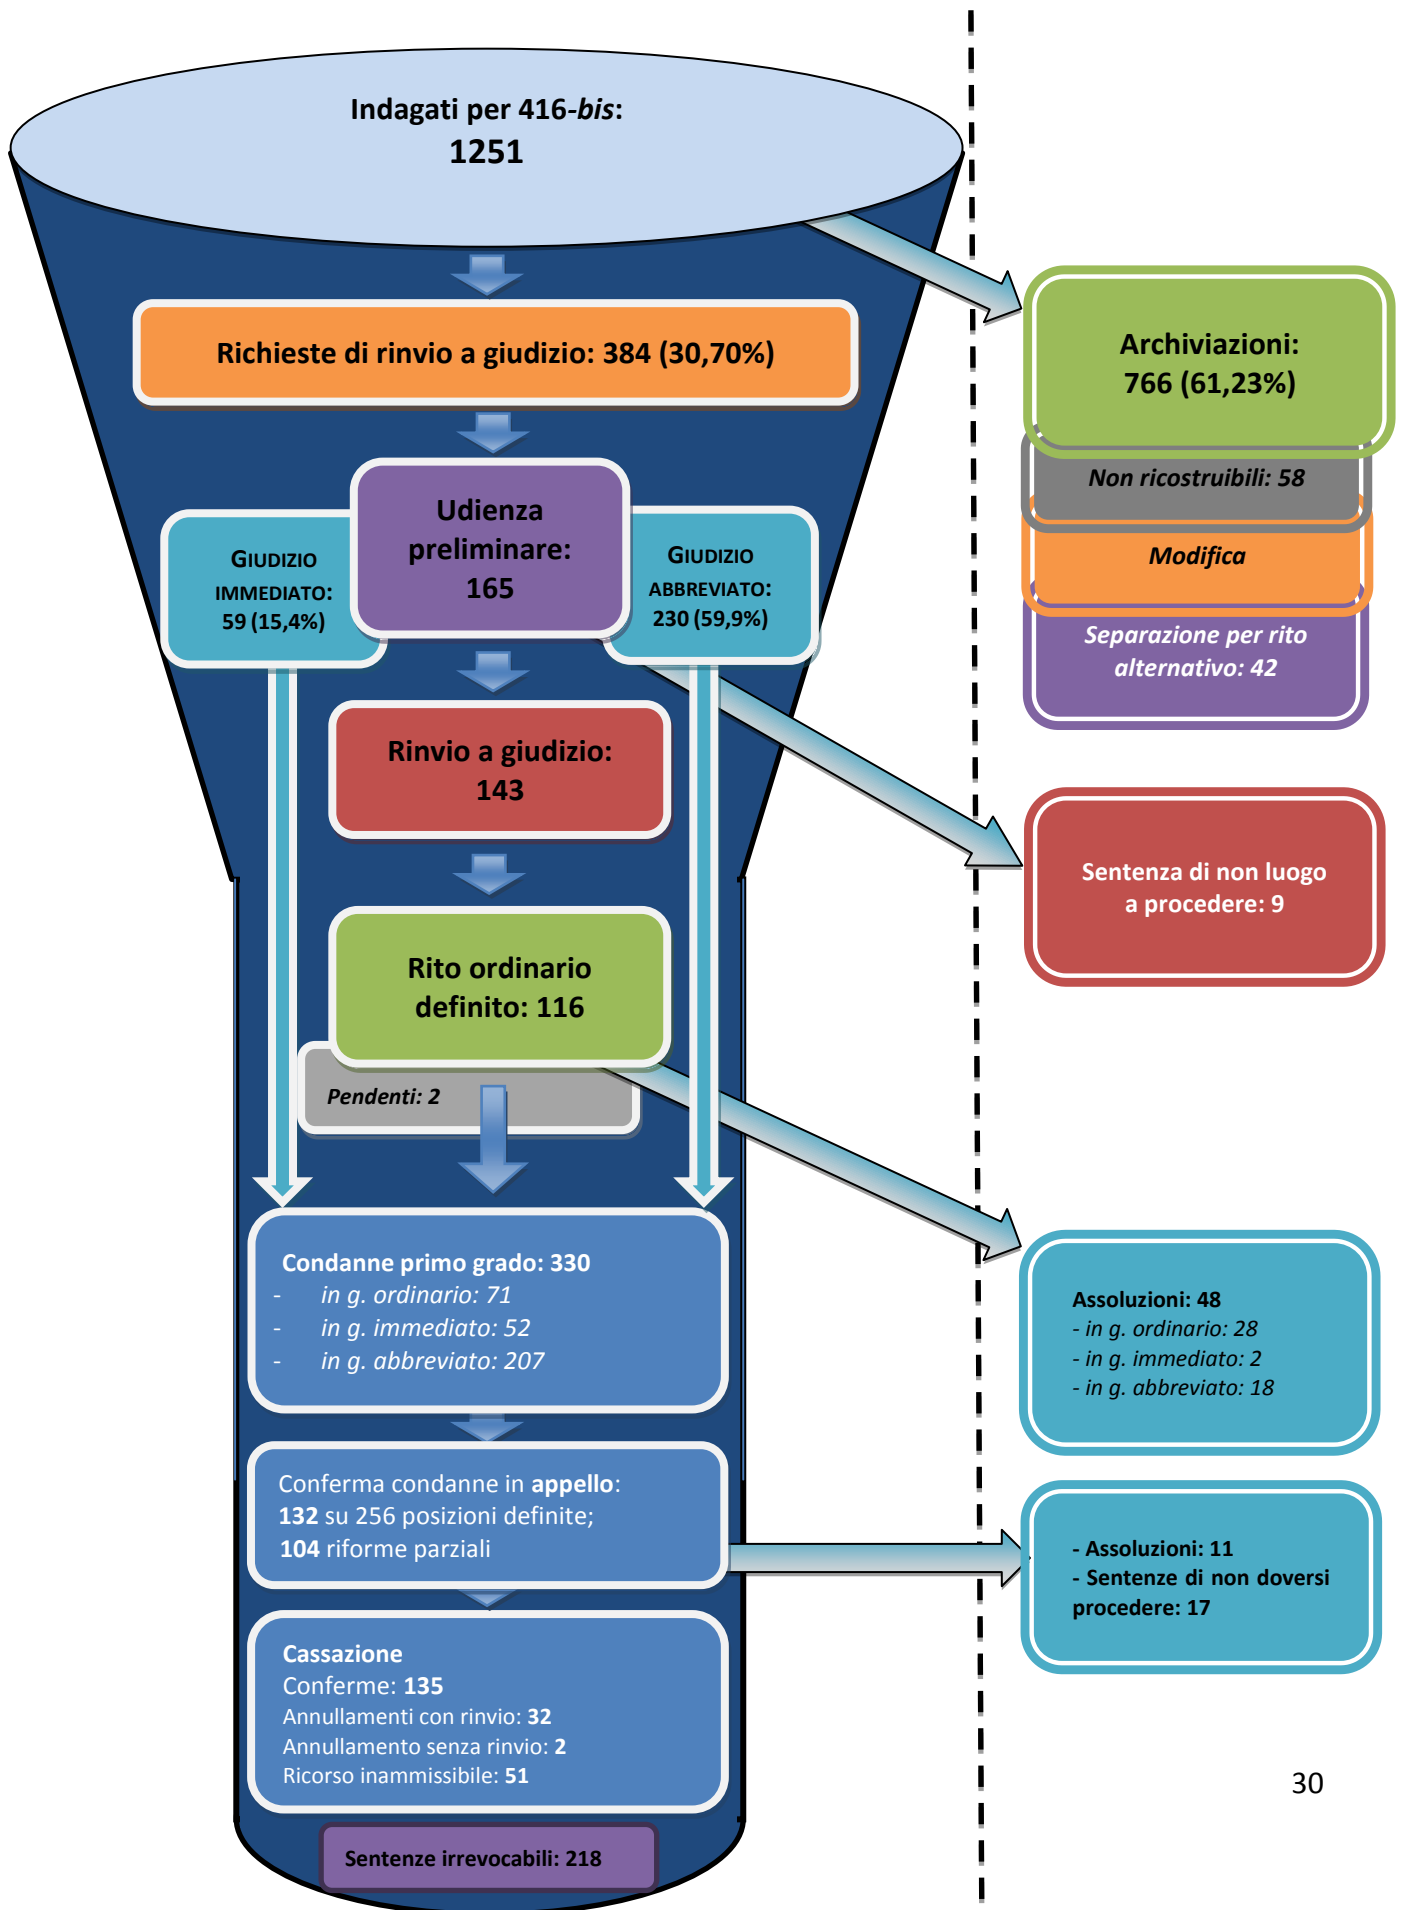 Indagati per 416-bis:
1251
Richieste di rinvio a giudizio: 384 (30,70%)
Archiviazioni:
766 (61,23%)
Non ricostruibili: 58
Modifica
Separazione per rito
alternativo: 42
Udienza
preliminare:
165
GIUDIZIO
IMMEDIATO:
59 (15,4%)
GIUDIZIO
ABBREVIATO:
230 (59,9%)
Rinvio a giudizio:
143
Sentenza di non luogo
a procedere: 9
Rito ordinario
definito: 116
Pendenti: 2
Condanne primo grado: 330
- in g. ordinario: 71
- in g. immediato: 52
- in g. abbreviato: 207
Assoluzioni: 48
- in g. ordinario: 28
- in g. immediato: 2
- in g. abbreviato: 18
Conferma condanne in appello:
132 su 256 posizioni definite;
104 riforme parziali
- Assoluzioni: 11
- Sentenze di non doversi
procedere: 17
Cassazione
Conferme: 135
Annullamenti con rinvio: 32
Annullamento senza rinvio: 2
Ricorso inammissibile: 51
30
Sentenze irrevocabili: 218